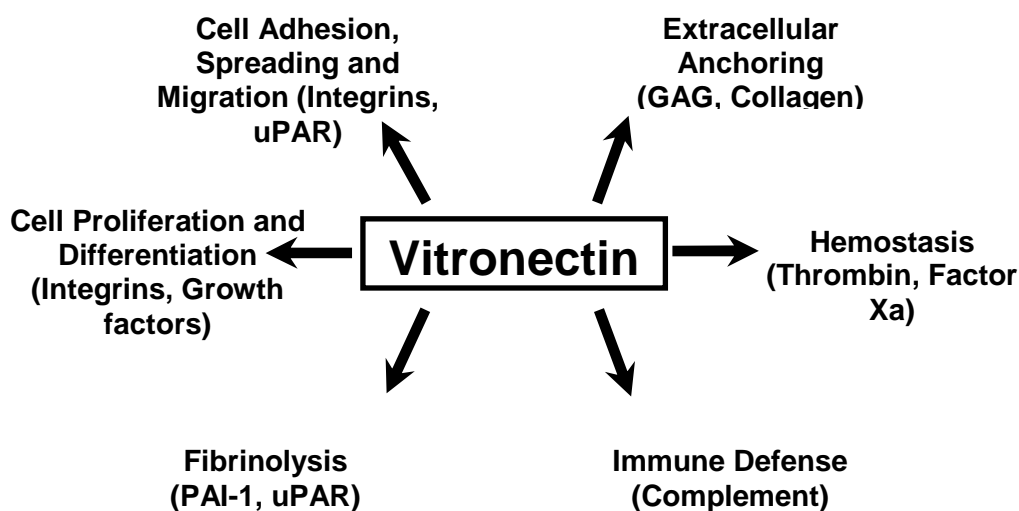 Cell Adhesion,
Spreading and
Migration (Integrins,
uPAR)
Extracellular
Anchoring
(GAG, Collagen)
Cell Proliferation and
Differentiation
(Integrins, Growth
factors)
Vitronectin
Hemostasis
(Thrombin, Factor
Xa)
Fibrinolysis
(PAI-1, uPAR)
Immune Defense
(Complement)